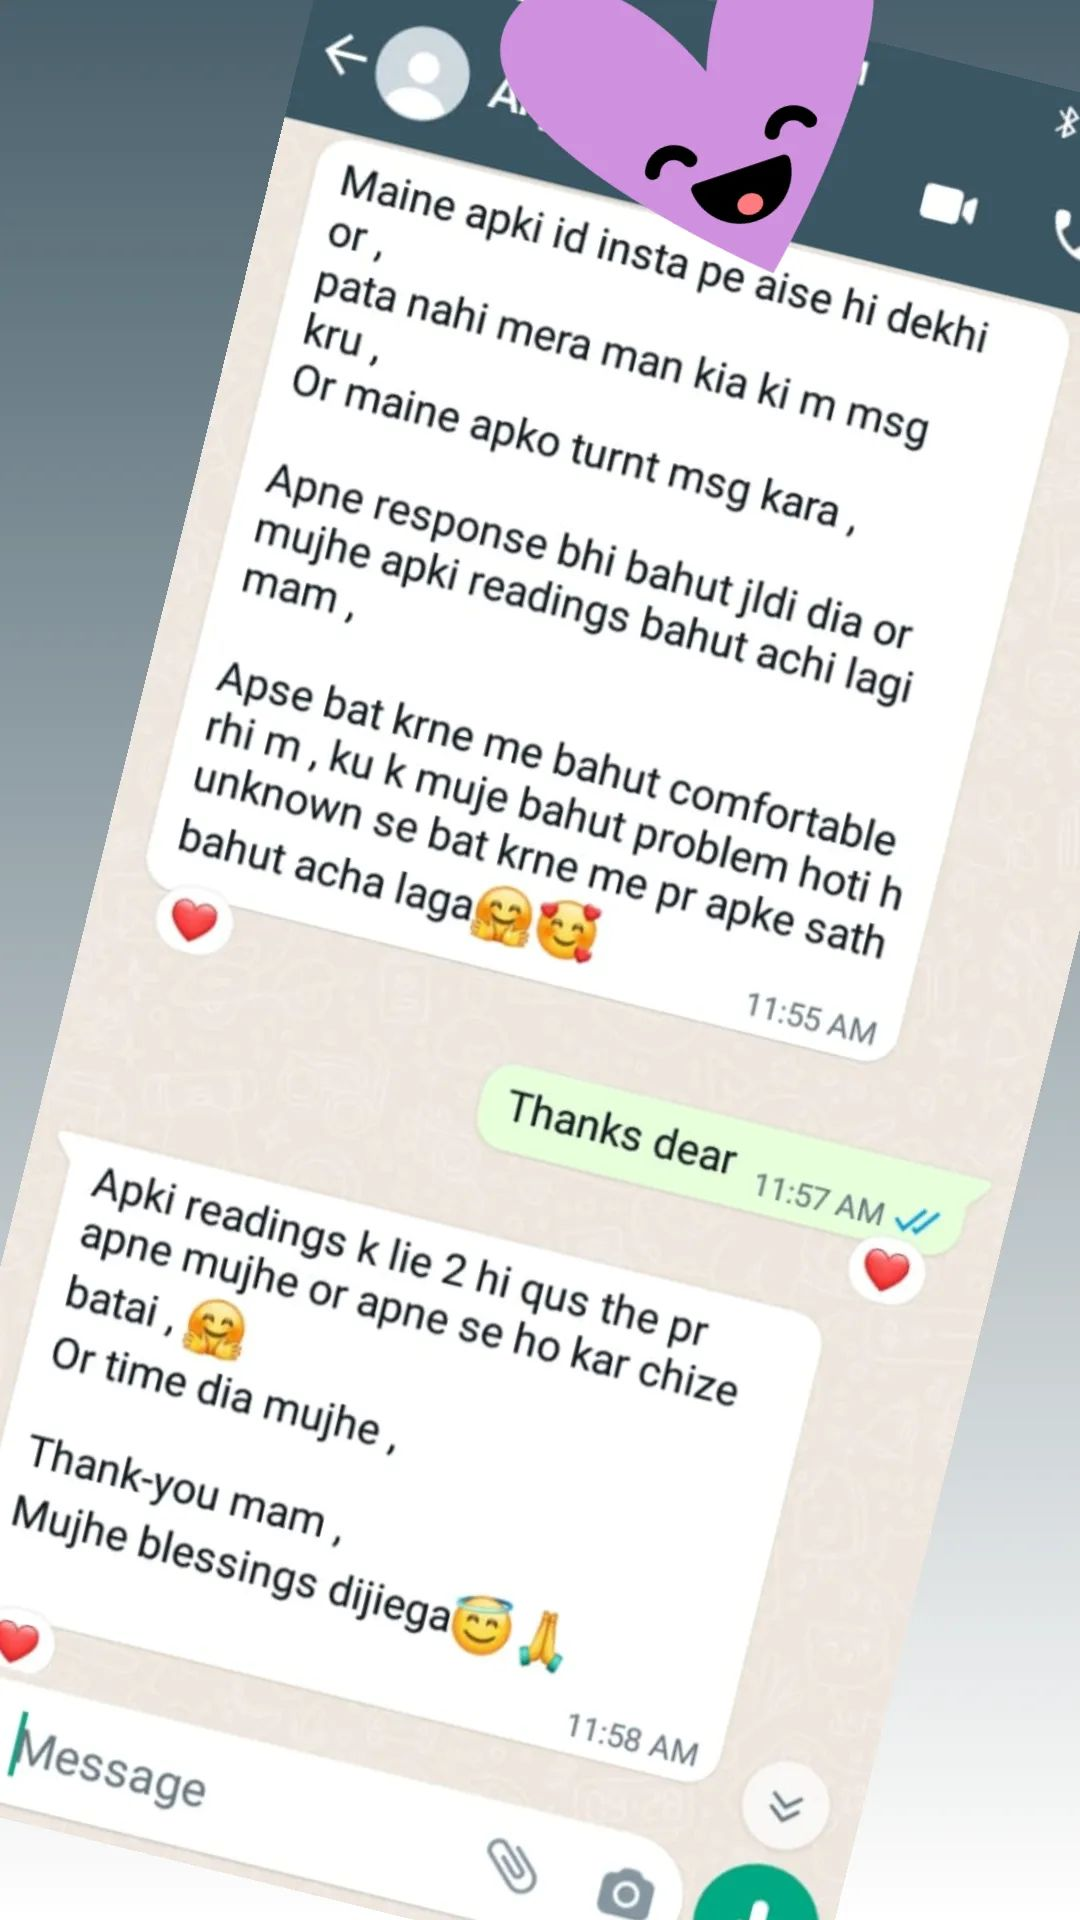 Maine apki id insta pe aise hi dekhi
or ,
pata nahi mera man kia ki m msg
kru ,
Or maine apko turnt msg kara ,
Apne response bhi bahut jldi dia or
mujhe apki readings bahut achi lagi
mam ,
Apse bat krne me bahut comfortable
rhi m , ku k muje bahut problem hoti h
unknown se bat krne me pr apke sath
bahut acha laga🤗🥰
11:55 AM
Thanks dear
11:57 AM
Apki readings k lie 2 hi qus the pr
apne mujhe or apne se ho kar chize
batai , 🤗
Or time dia mujhe ,
Thank-you mam ,
Mujhe blessings dijiega😇🙏
11:58 AM
Message